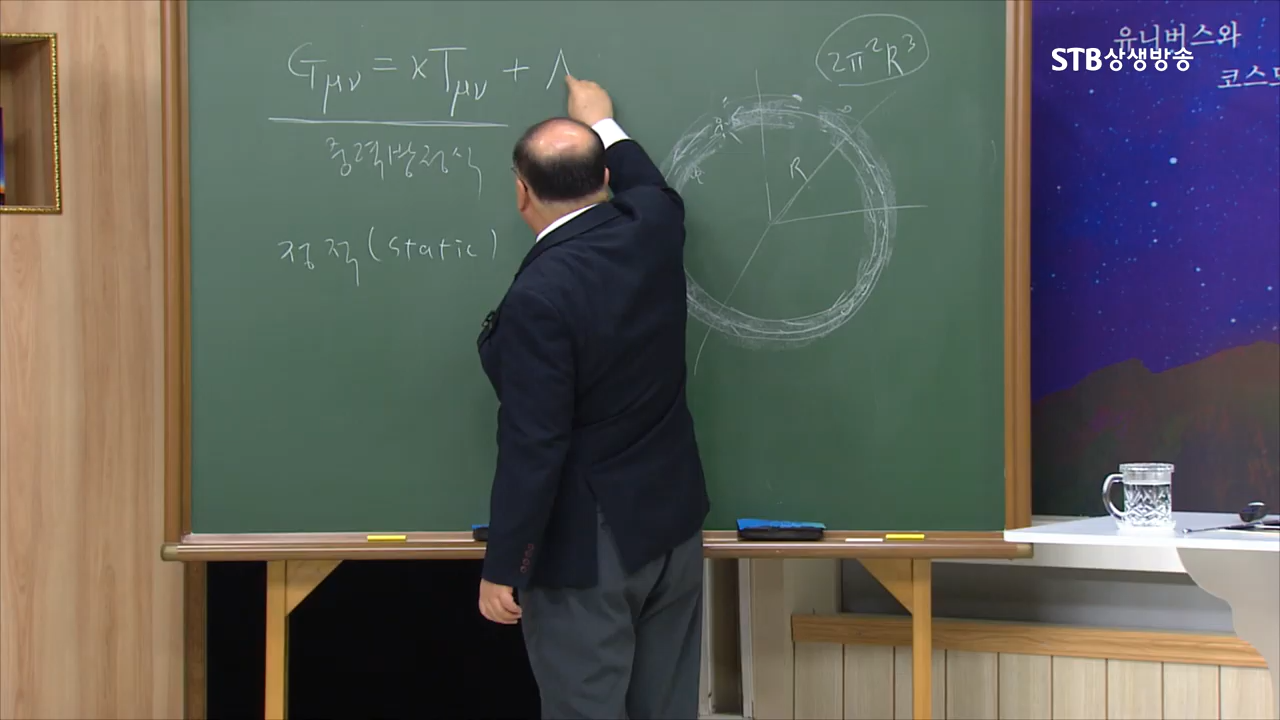 Gμν = κTμν + Λ
중력방정식
정적(static)
2π²R³
R
유니버스와
STB상생방송
코스모